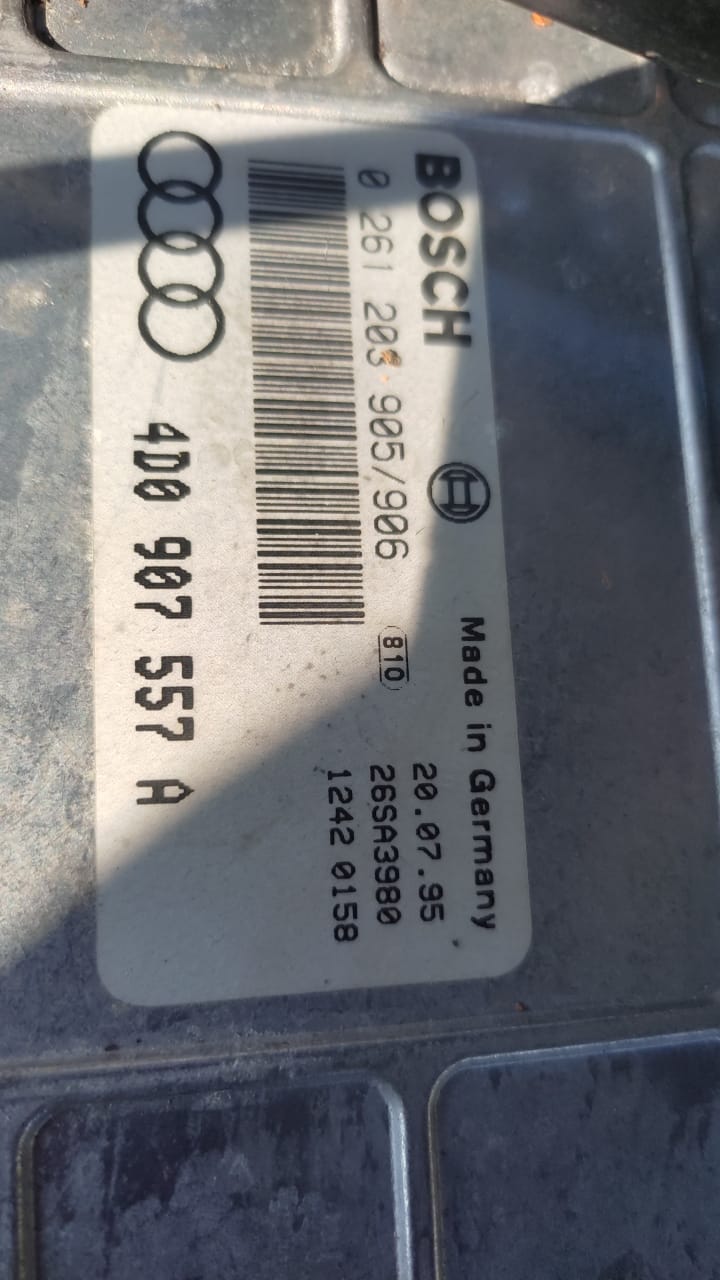 BOSCH
Made in Germany
0 261 203 905/906
810
20.07.95
26SA3980
1242 0158
4D0 907 557 A